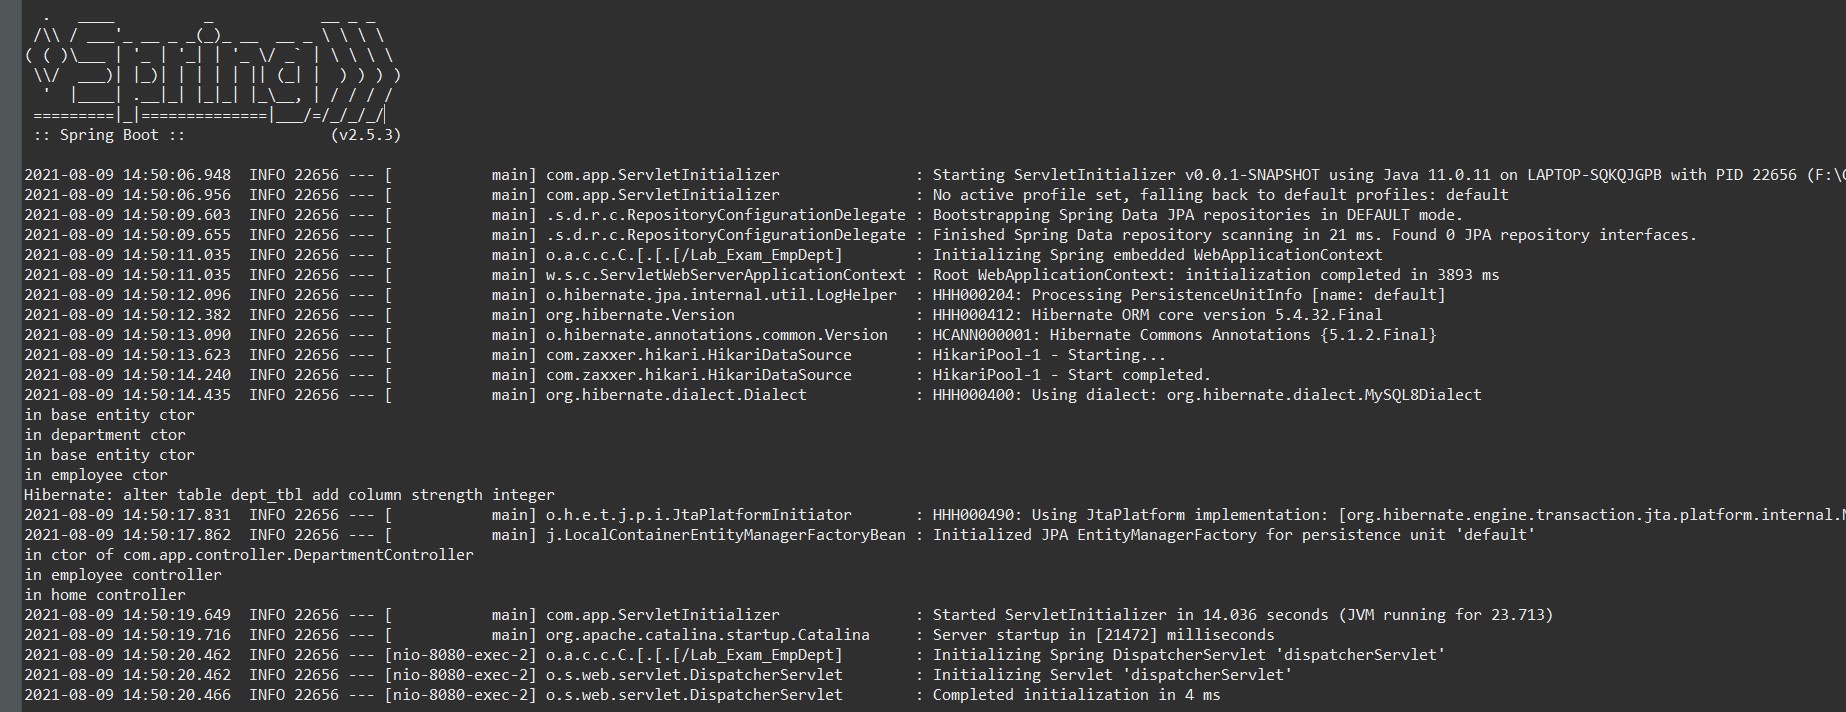 .   ____          _            __ _ _
 /\\ / ___'_ __ _ _(_)_ __  __ _ \ \ \ \
( ( )\___ | '_ | '_| | '_ \/ _` | \ \ \ \
 \\/  ___)| |_)| | | | | || (_| |  ) ) ) )
  '  |____| .__|_| |_|_| |_\__, | / / / /
 =========|_|==============|___/=/_/_/_/
 :: Spring Boot ::                (v2.5.3)
2021-08-09 14:50:06.948  INFO 22656 --- [           main] com.app.ServletInitializer               : Starting ServletInitializer v0.0.1-SNAPSHOT using Java 11.0.11 on LAPTOP-SQKQJGPB with PID 22656 (F:\
2021-08-09 14:50:06.956  INFO 22656 --- [           main] com.app.ServletInitializer               : No active profile set, falling back to default profiles: default
2021-08-09 14:50:09.603  INFO 22656 --- [           main] .s.d.r.c.RepositoryConfigurationDelegate : Bootstrapping Spring Data JPA repositories in DEFAULT mode.
2021-08-09 14:50:09.655  INFO 22656 --- [           main] .s.d.r.c.RepositoryConfigurationDelegate : Finished Spring Data repository scanning in 21 ms. Found 0 JPA repository interfaces.
2021-08-09 14:50:11.035  INFO 22656 --- [           main] o.a.c.c.C.[.[.[/Lab_Exam_EmpDept]        : Initializing Spring embedded WebApplicationContext
2021-08-09 14:50:11.035  INFO 22656 --- [           main] w.s.c.ServletWebServerApplicationContext : Root WebApplicationContext: initialization completed in 3893 ms
2021-08-09 14:50:12.096  INFO 22656 --- [           main] o.hibernate.jpa.internal.util.LogHelper  : HHH000204: Processing PersistenceUnitInfo [name: default]
2021-08-09 14:50:12.382  INFO 22656 --- [           main] org.hibernate.Version                    : HHH000412: Hibernate ORM core version 5.4.32.Final
2021-08-09 14:50:13.090  INFO 22656 --- [           main] o.hibernate.annotations.common.Version   : HCANN000001: Hibernate Commons Annotations {5.1.2.Final}
2021-08-09 14:50:13.623  INFO 22656 --- [           main] com.zaxxer.hikari.HikariDataSource       : HikariPool-1 - Starting...
2021-08-09 14:50:14.240  INFO 22656 --- [           main] com.zaxxer.hikari.HikariDataSource       : HikariPool-1 - Start completed.
2021-08-09 14:50:14.435  INFO 22656 --- [           main] org.hibernate.dialect.Dialect            : HHH000400: Using dialect: org.hibernate.dialect.MySQL8Dialect
in base entity ctor
in department ctor
in base entity ctor
in employee ctor
Hibernate: alter table dept_tbl add column strength integer
2021-08-09 14:50:17.831  INFO 22656 --- [           main] o.h.e.t.j.p.i.JtaPlatformInitiator       : HHH000490: Using JtaPlatform implementation: [org.hibernate.engine.transaction.jta.platform.internal.
2021-08-09 14:50:17.862  INFO 22656 --- [           main] j.LocalContainerEntityManagerFactoryBean : Initialized JPA EntityManagerFactory for persistence unit 'default'
in ctor of com.app.controller.DepartmentController
in employee controller
in home controller
2021-08-09 14:50:19.649  INFO 22656 --- [           main] com.app.ServletInitializer               : Started ServletInitializer in 14.036 seconds (JVM running for 23.713)
2021-08-09 14:50:19.716  INFO 22656 --- [           main] org.apache.catalina.startup.Catalina     : Server startup in [21472] milliseconds
2021-08-09 14:50:20.462  INFO 22656 --- [nio-8080-exec-2] o.a.c.c.C.[.[.[/Lab_Exam_EmpDept]        : Initializing Spring DispatcherServlet 'dispatcherServlet'
2021-08-09 14:50:20.462  INFO 22656 --- [nio-8080-exec-2] o.s.web.servlet.DispatcherServlet        : Initializing Servlet 'dispatcherServlet'
2021-08-09 14:50:20.466  INFO 22656 --- [nio-8080-exec-2] o.s.web.servlet.DispatcherServlet        : Completed initialization in 4 ms